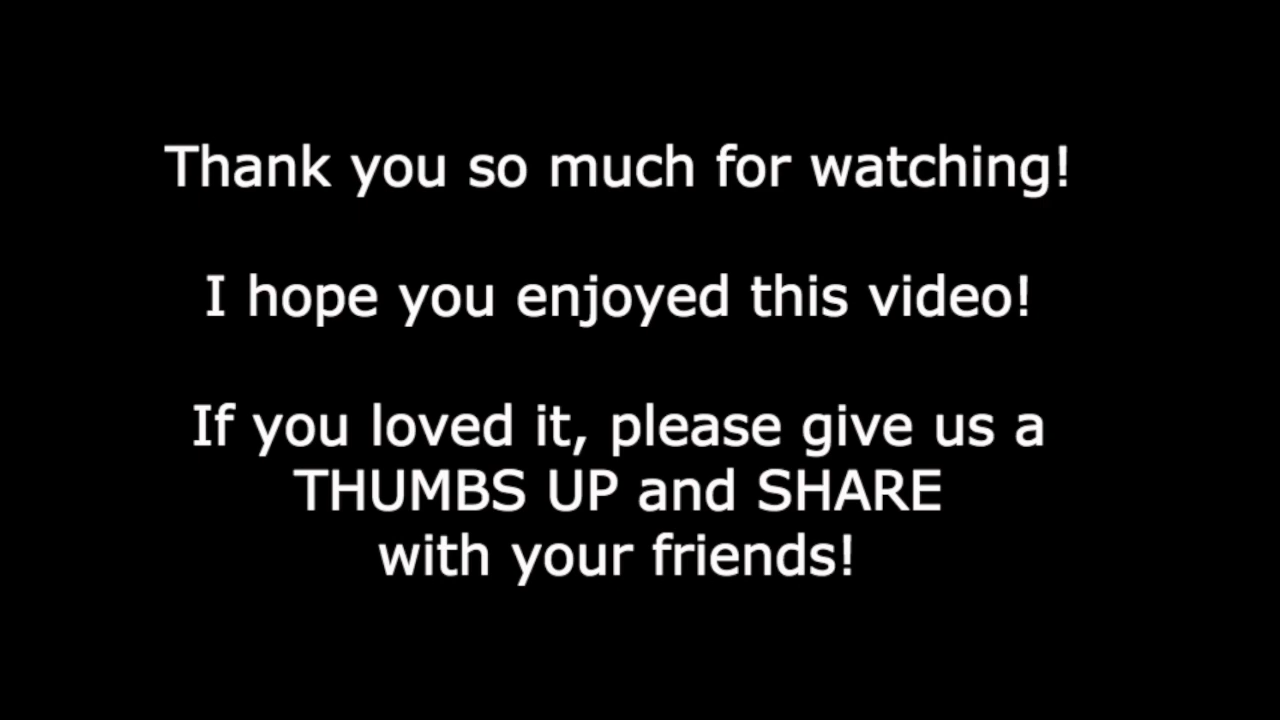 Thank you so much for watching!
I hope you enjoyed this video!
If you loved it, please give us a
THUMBS UP and SHARE
with your friends!